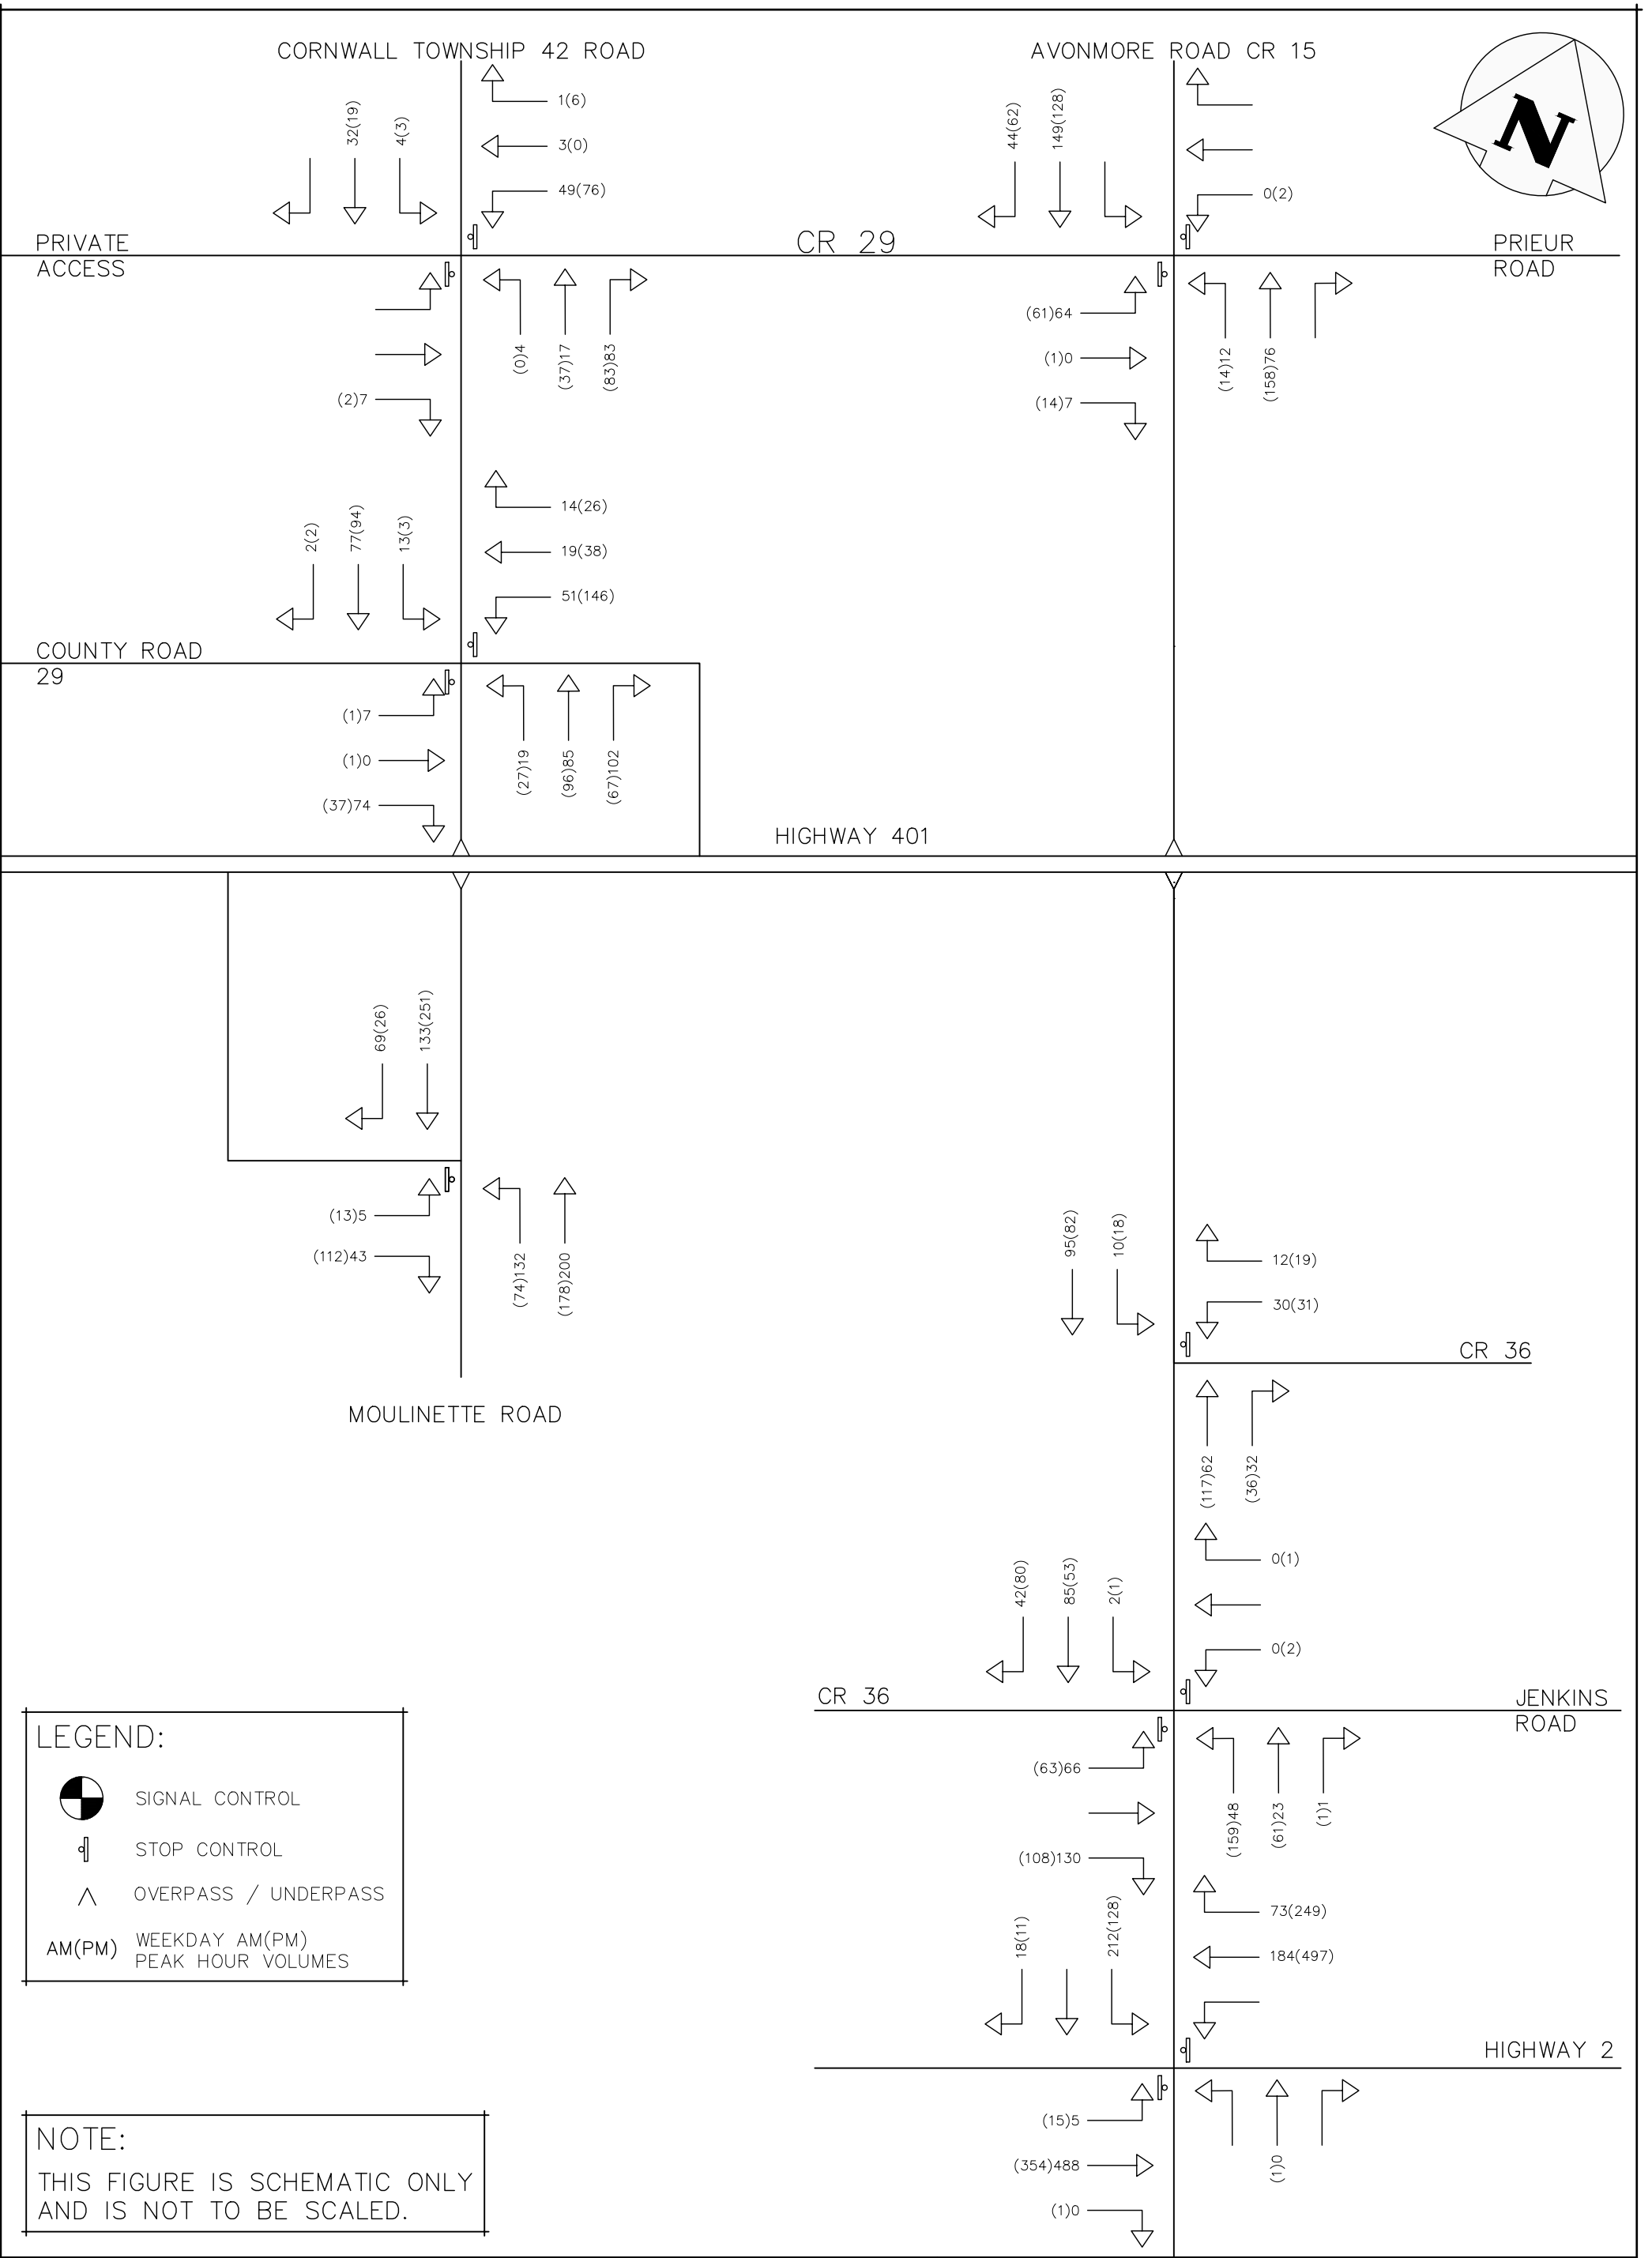 CORNWALL TOWNSHIP 42 ROAD
AVONMORE ROAD CR 15
N
32(19)
4(3)
1(6)
3(0)
49(76)
44(62)
149(128)
0(2)
PRIVATE
ACCESS
CR 29
PRIEUR
ROAD
(2)7
(0)4
(37)17
(83)83
(61)64
(1)0
(14)7
(14)12
(158)76
2(2)
77(94)
13(3)
14(26)
19(38)
51(146)
COUNTY ROAD
29
(1)7
(1)0
(37)74
(27)19
(96)85
(67)102
HIGHWAY 401
69(26)
133(251)
(13)5
(112)43
(74)132
(178)200
MOULINETTE ROAD
95(82)
10(18)
12(19)
30(31)
CR 36
(117)62
(36)32
42(80)
85(53)
2(1)
0(1)
0(2)
CR 36
JENKINS
ROAD
(63)66
(108)130
(159)48
(61)23
(1)1
18(11)
212(128)
73(249)
184(497)
HIGHWAY 2
(15)5
(354)488
(1)0
(1)0
LEGEND:
SIGNAL CONTROL
STOP CONTROL
OVERPASS / UNDERPASS
AM(PM) WEEKDAY AM(PM)
PEAK HOUR VOLUMES
NOTE:
THIS FIGURE IS SCHEMATIC ONLY
AND IS NOT TO BE SCALED.